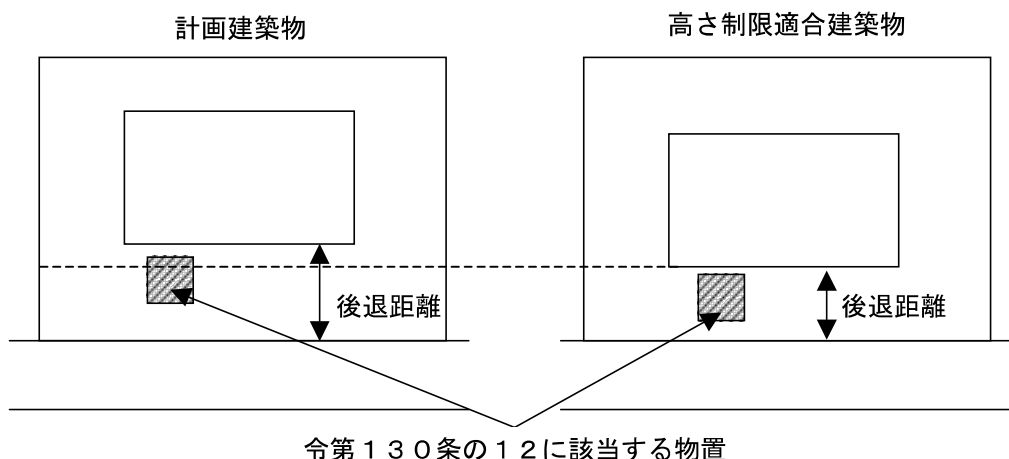 計画建築物
高さ制限適合建築物
後退距離
後退距離
令第１３０条の１２に該当する物置